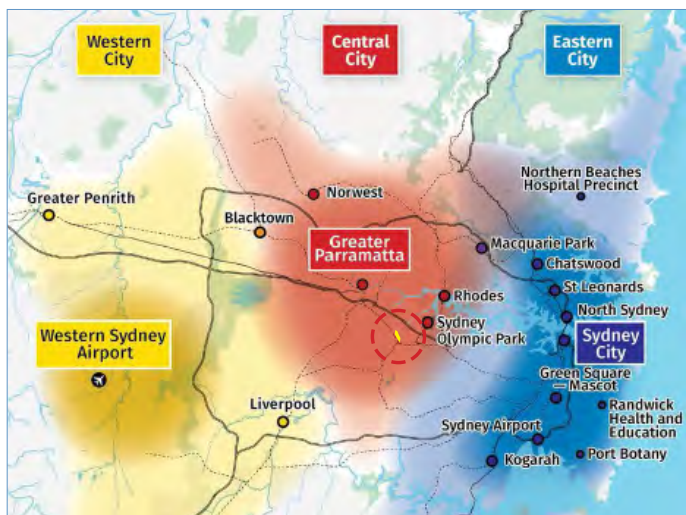 Western
City
Central
City
Eastern
City
Northern Beaches
Hospital Precinct
Greater Penrith
Norwest
Blacktown
Macquarie Park
Greater
Parramatta
Chatswood
St Leonards
Rhodes
North Sydney
Sydney
Olympic Park
Sydney
City
Western Sydney
Airport
Green Square
— Mascot
Liverpool
Randwick
Health and
Education
Sydney Airport
Port Botany
Kogarah